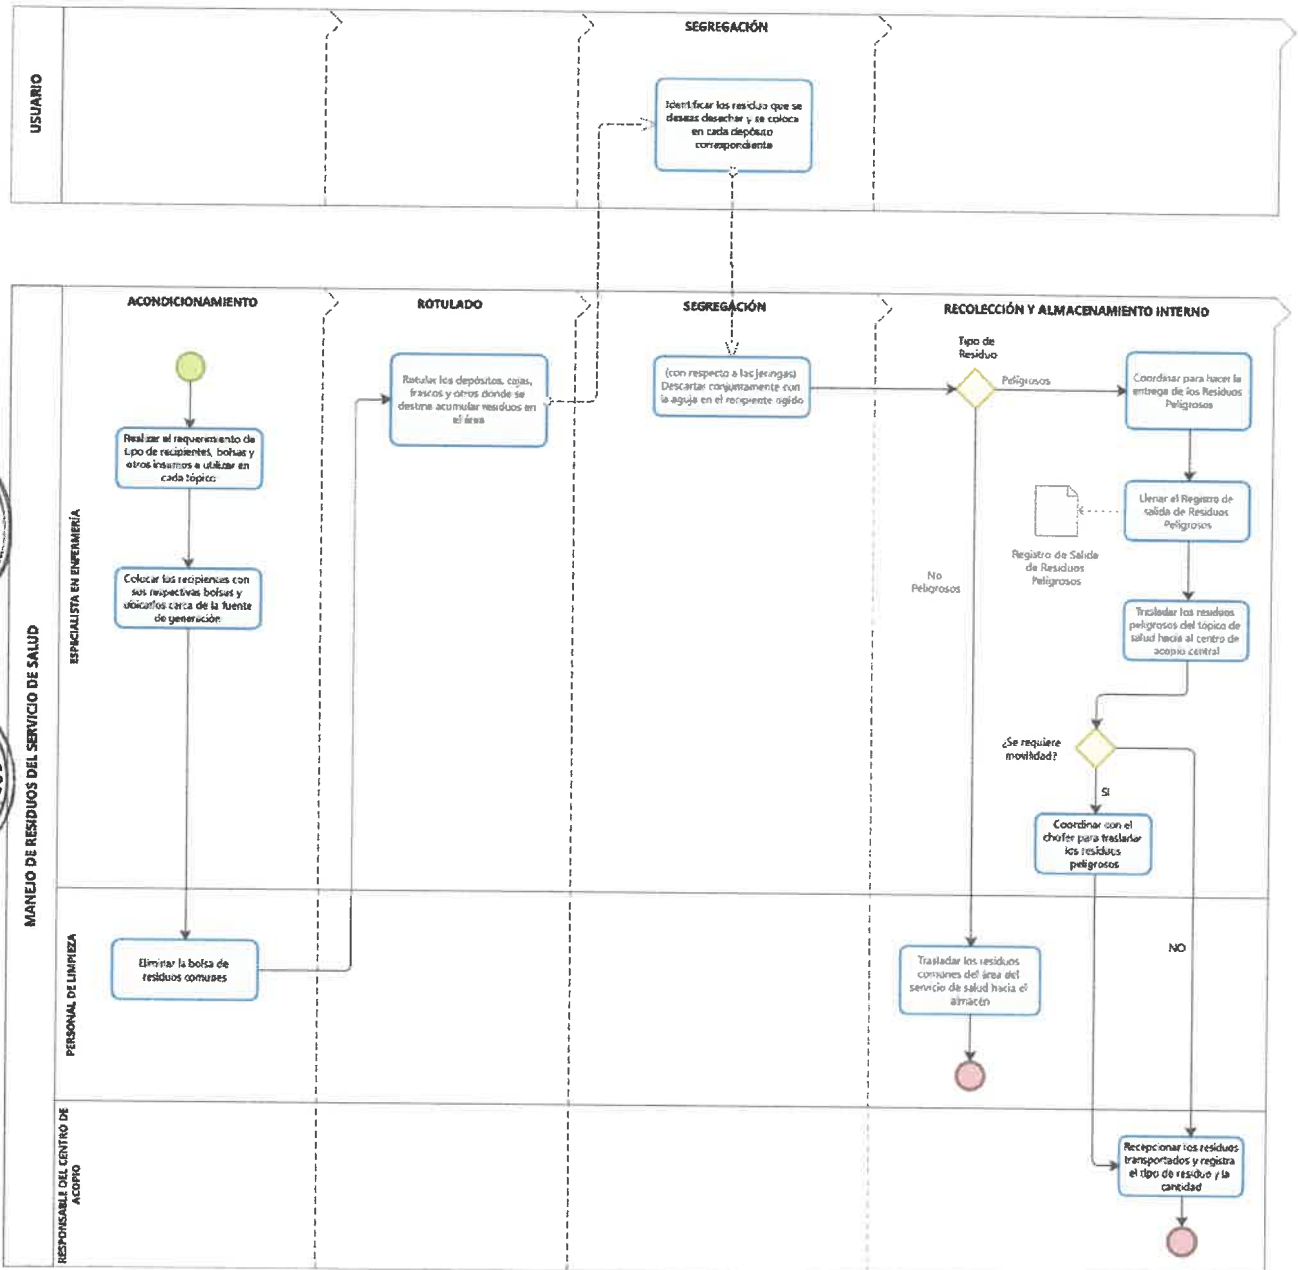 USUARIO
SEGREGACIÓN
Identificar los residuo que se
deseas desechar y se coloca
en cada depósito
correspondiente
MANEJO DE RESIDUOS DEL SERVICIO DE SALUD
ESPECIALISTA EN ENFERMERÍA
ACONDICIONAMIENTO
ROTULADO
SEGREGACIÓN
RECOLECCIÓN Y ALMACENAMIENTO INTERNO
Realizar el requerimiento de
tipo de recipientes, bolsas y
otros insumos a utilizar en
cada tópico
Colocar los recipientes con
sus respectivas bolsas y
ubicarlos cerca de la fuente
de generación
Rotular los depósitos, cajas,
frascos y otros donde se
destine acumular residuos en
el área
(con respecto a las jeringas)
Descartar conjuntamente con
la aguja en el recipiente rígido
Tipo de
Residuo
Peligrosos
No
Peligrosos
Coordinar para hacer la
entrega de los Residuos
Peligrosos
Llenar el Registro de
salida de Residuos
Peligrosos
Registro de Salida
de Residuos
Peligrosos
Trasladar los residuos
peligrosos del tópico de
salud hacia al centro de
acopio central
¿Se requiere
movilidad?
SI
Coordinar con el
chofer para trasladar
los residuos
peligrosos
NO
PERSONAL DE LIMPIEZA
Eliminar la bolsa de
residuos comunes
Trasladar los residuos
comunes del área del
servicio de salud hacia el
almacén
RESPONSABLE DEL CENTRO DE
ACOPIO
Recepcionar los residuos
transportados y registra
el tipo de residuo y la
cantidad